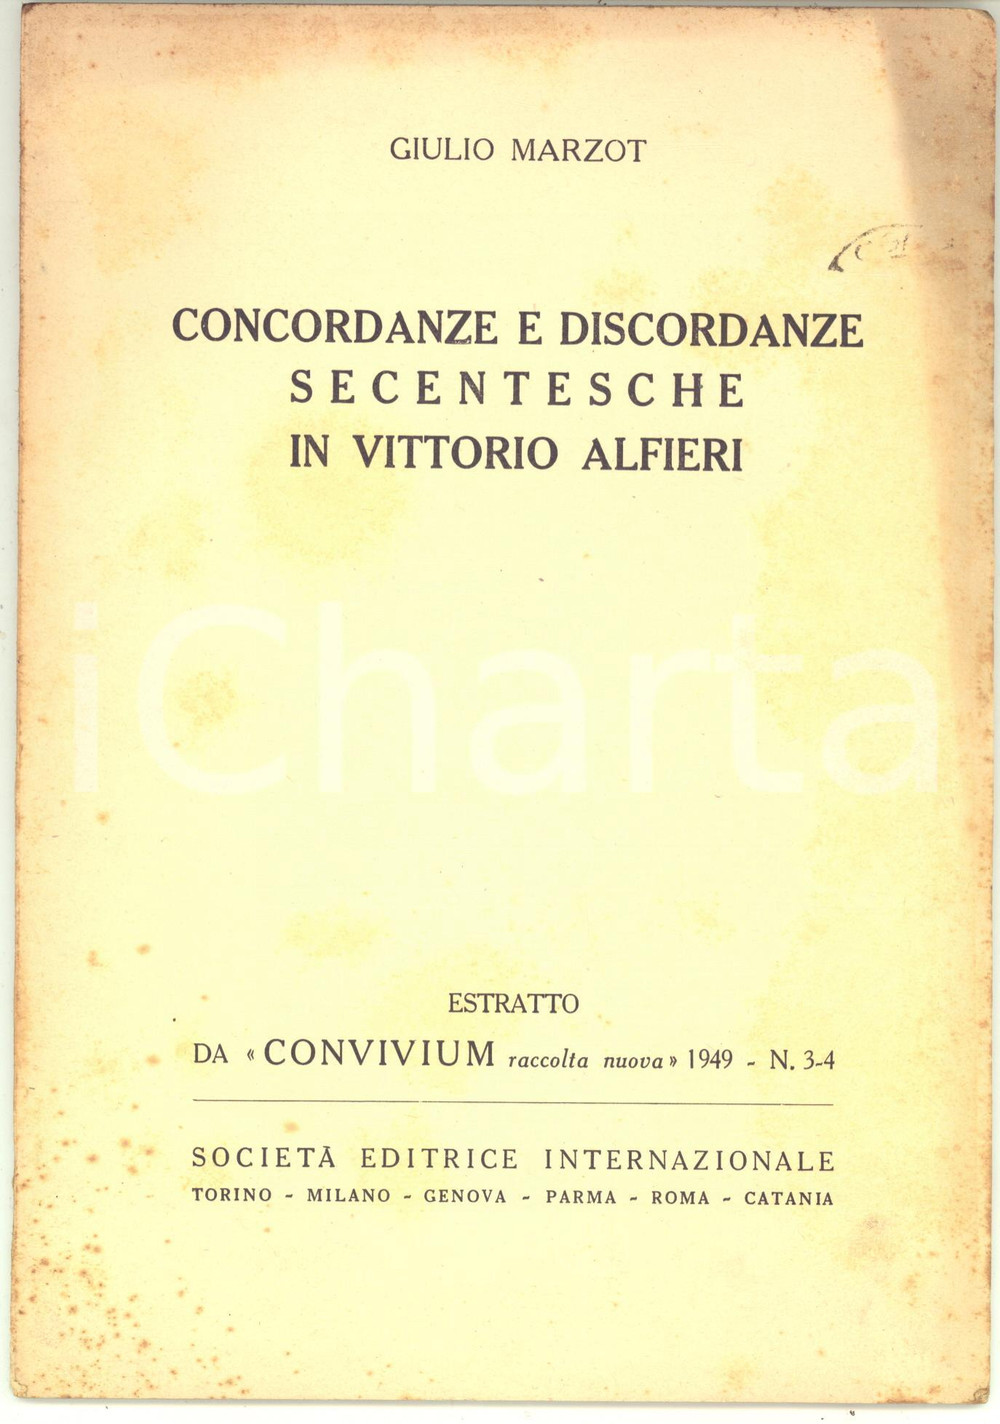 GIULIO MARZOT
CONCORDANZE E DISCORDANZE
SECENTESCHE
IN VITTORIO ALFIERI
iCharta
ESTRATTO
DA « CONVIVIUM raccolta nuova » 1949 - N. 3-4
SOCIETÀ EDITRICE INTERNAZIONALE
TORINO - MILANO - GENOVA - PARMA - ROMA - CATANIA